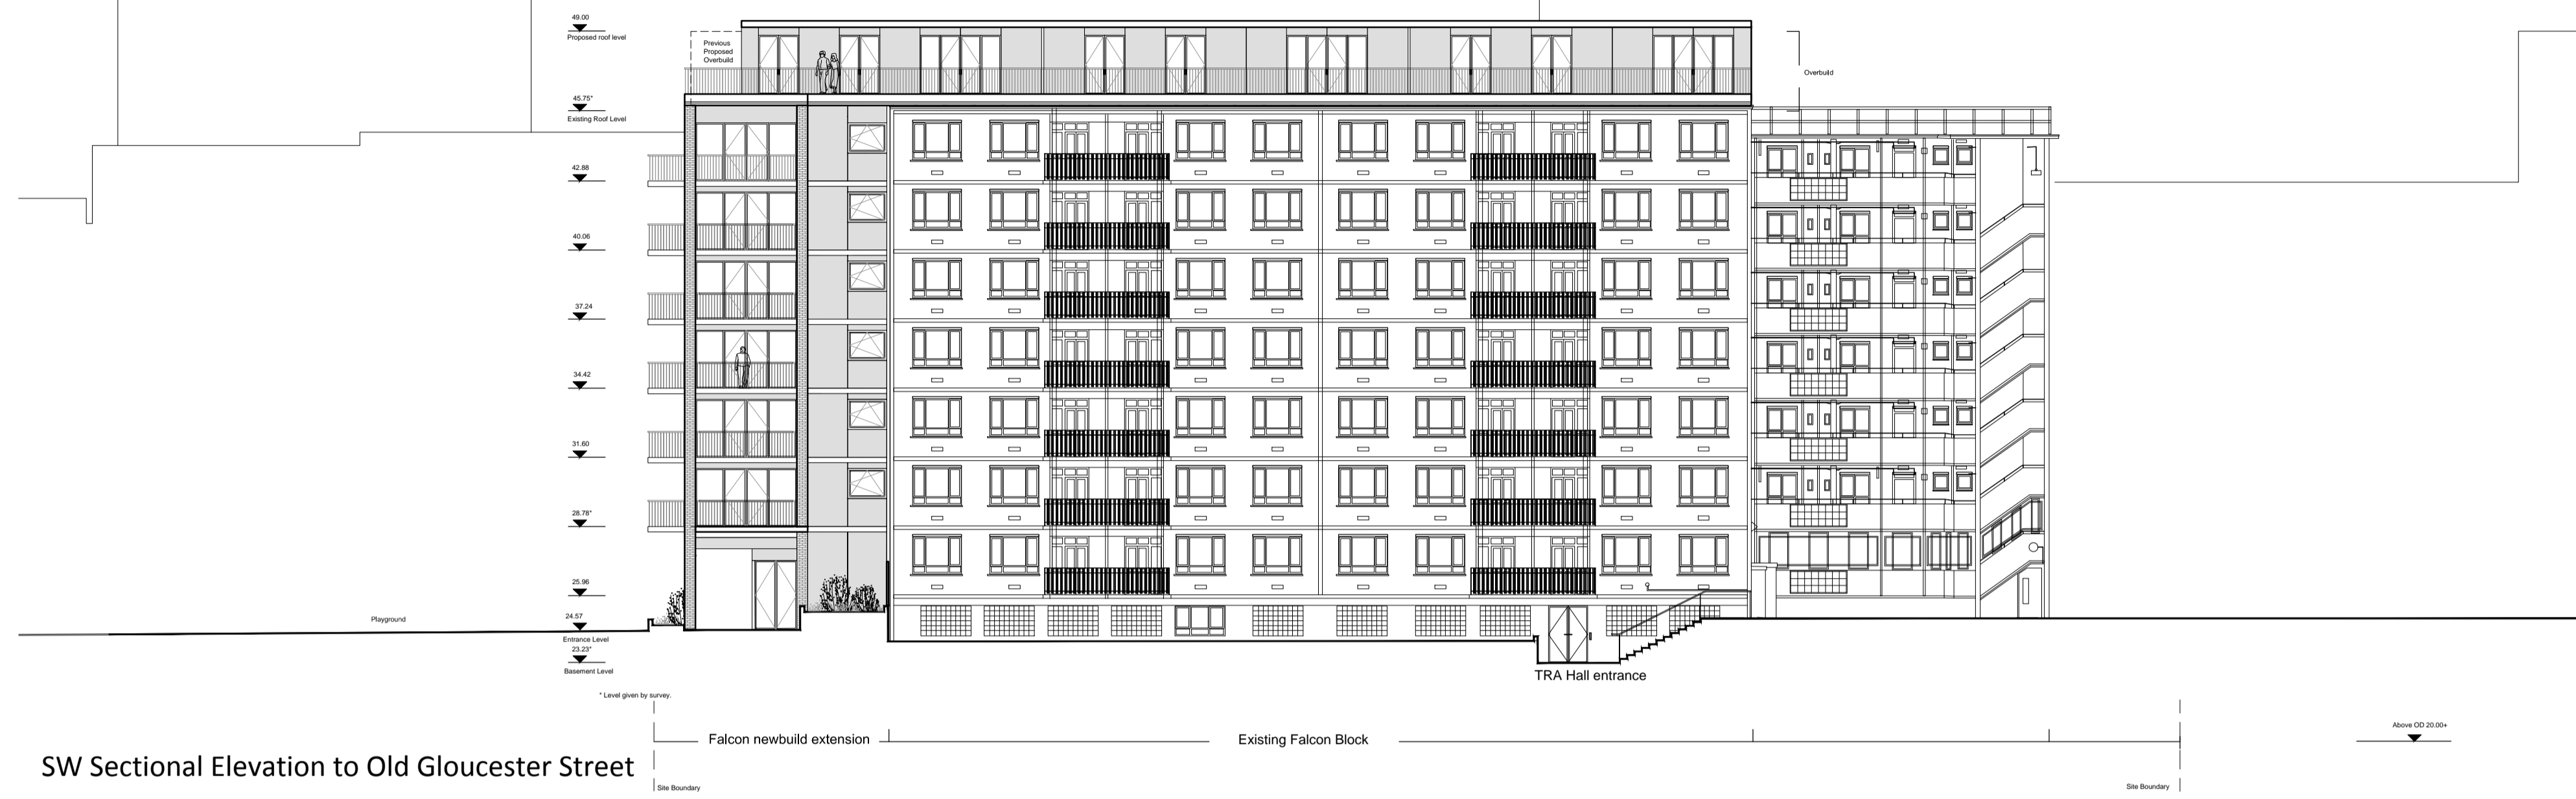 49.00
Proposed roof level
Previous
Proposed
Overbuild
Overbuild
45.75*
Existing Roof Level
42.88
40.06
37.24
34.42
31.60
28.78*
25.96
24.57
Playground
Entrance Level
23.23*
Basement Level
TRA Hall entrance
* Level given by survey.
Above OD 20.00+
Falcon newbuild extension
Existing Falcon Block
SW Sectional Elevation to Old Gloucester Street
Site Boundary
Site Boundary